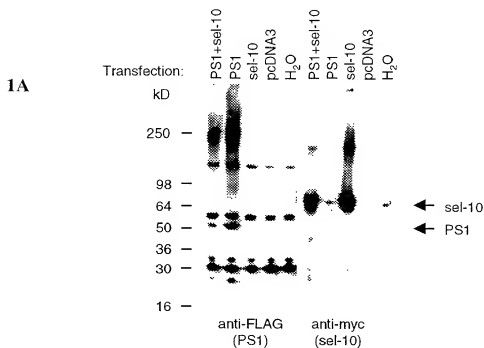 1A
Transfection:
PS1+sel-10
PS1
sel-10
pcDNA3
H2O
PS1+sel-10
PS1
sel-10
pcDNA3
H2O
kD
250
98
64
sel-10
50
PS1
36
30
16
anti-FLAG
(PS1)
anti-myc
(sel-10)